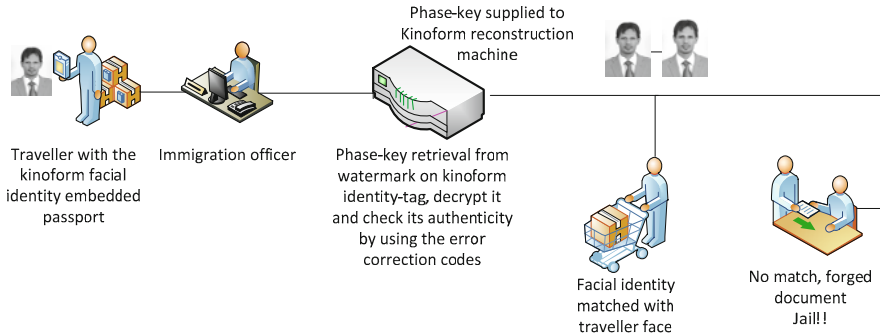 Phase-key supplied to
Kinoform reconstruction
machine
Traveller with the
kinoform facial
identity embedded
passport
Immigration officer
Phase-key retrieval from
watermark on kinoform
identity-tag, decrypt it
and check its authenticity
by using the error
correction codes
Facial identity
matched with
traveller face
No match, forged
document
Jail!!